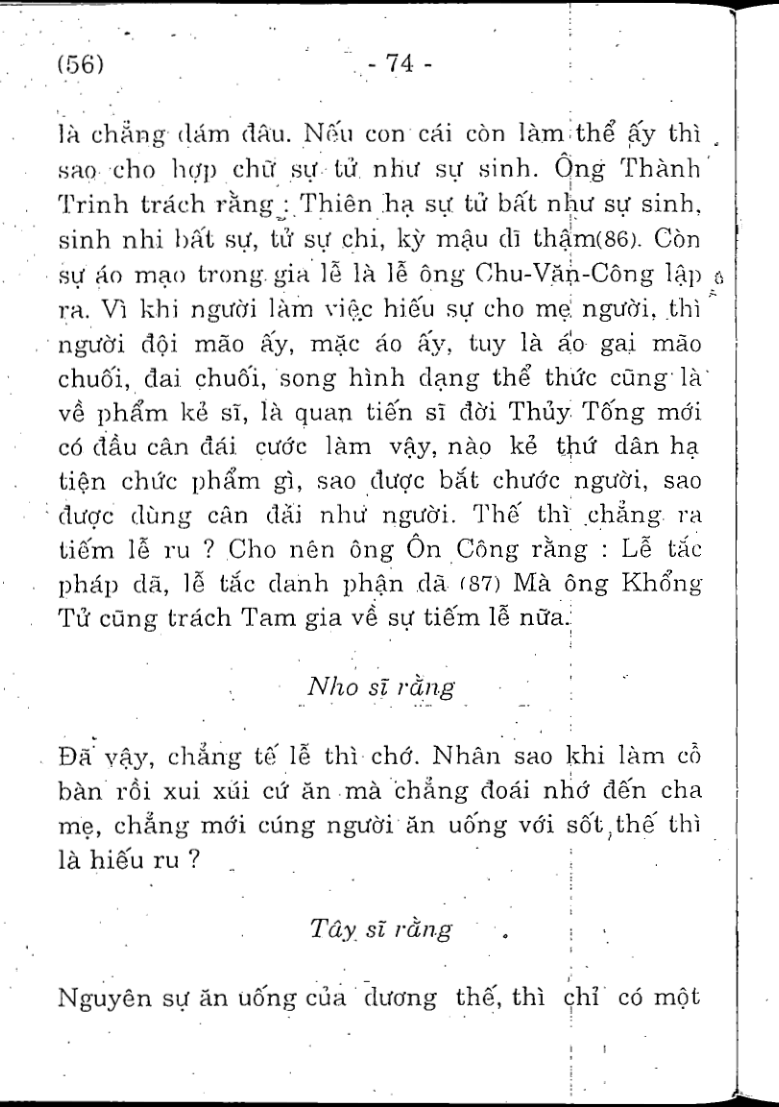 (56)
- 74 -
là chẳng dám đâu. Nếu con cái còn làm thể ấy thì
sao cho hợp chữ sự tử như sự sinh. Ông Thành
Trinh trách rằng : Thiên hạ sự tử bất như sự sinh,
sinh nhi bất sự, tử sự chi, kỳ mậu dĩ thậm(86). Còn
sự áo mạo trong gia lễ là lễ ông Chu-Văn-Công lập
ra. Vì khi người làm việc hiếu sự cho mẹ người, thì
người đội mão ấy, mặc áo ấy, tuy là áo gai mão
chuối, đai chuối, song hình dạng thể thức cũng là
về phẩm kẻ sĩ, là quan tiến sĩ đời Thủy Tống mới
có đầu cân đái cước làm vậy, nào kẻ thứ dân hạ
tiện chức phẩm gì, sao được bắt chước người, sao
được dùng cân đãi như người. Thế thì chẳng ra
tiếm lễ ru ? Cho nên ông Ôn Công rằng : Lễ tắc
pháp dã, lễ tắc danh phận dã (87) Mà ông Khổng
Tử cũng trách Tam gia về sự tiếm lễ nữa.
Nho sĩ rằng
Đã vậy, chẳng tế lễ thì chớ. Nhân sao khi làm cỗ
bàn rồi xui xúi cứ ăn mà chẳng đoái nhớ đến cha
mẹ, chẳng mới cúng người ăn uống với sốt, thế thì
là hiếu ru ?
Tây sĩ rằng
Nguyên sự ăn uống của dương thế, thì chỉ có một